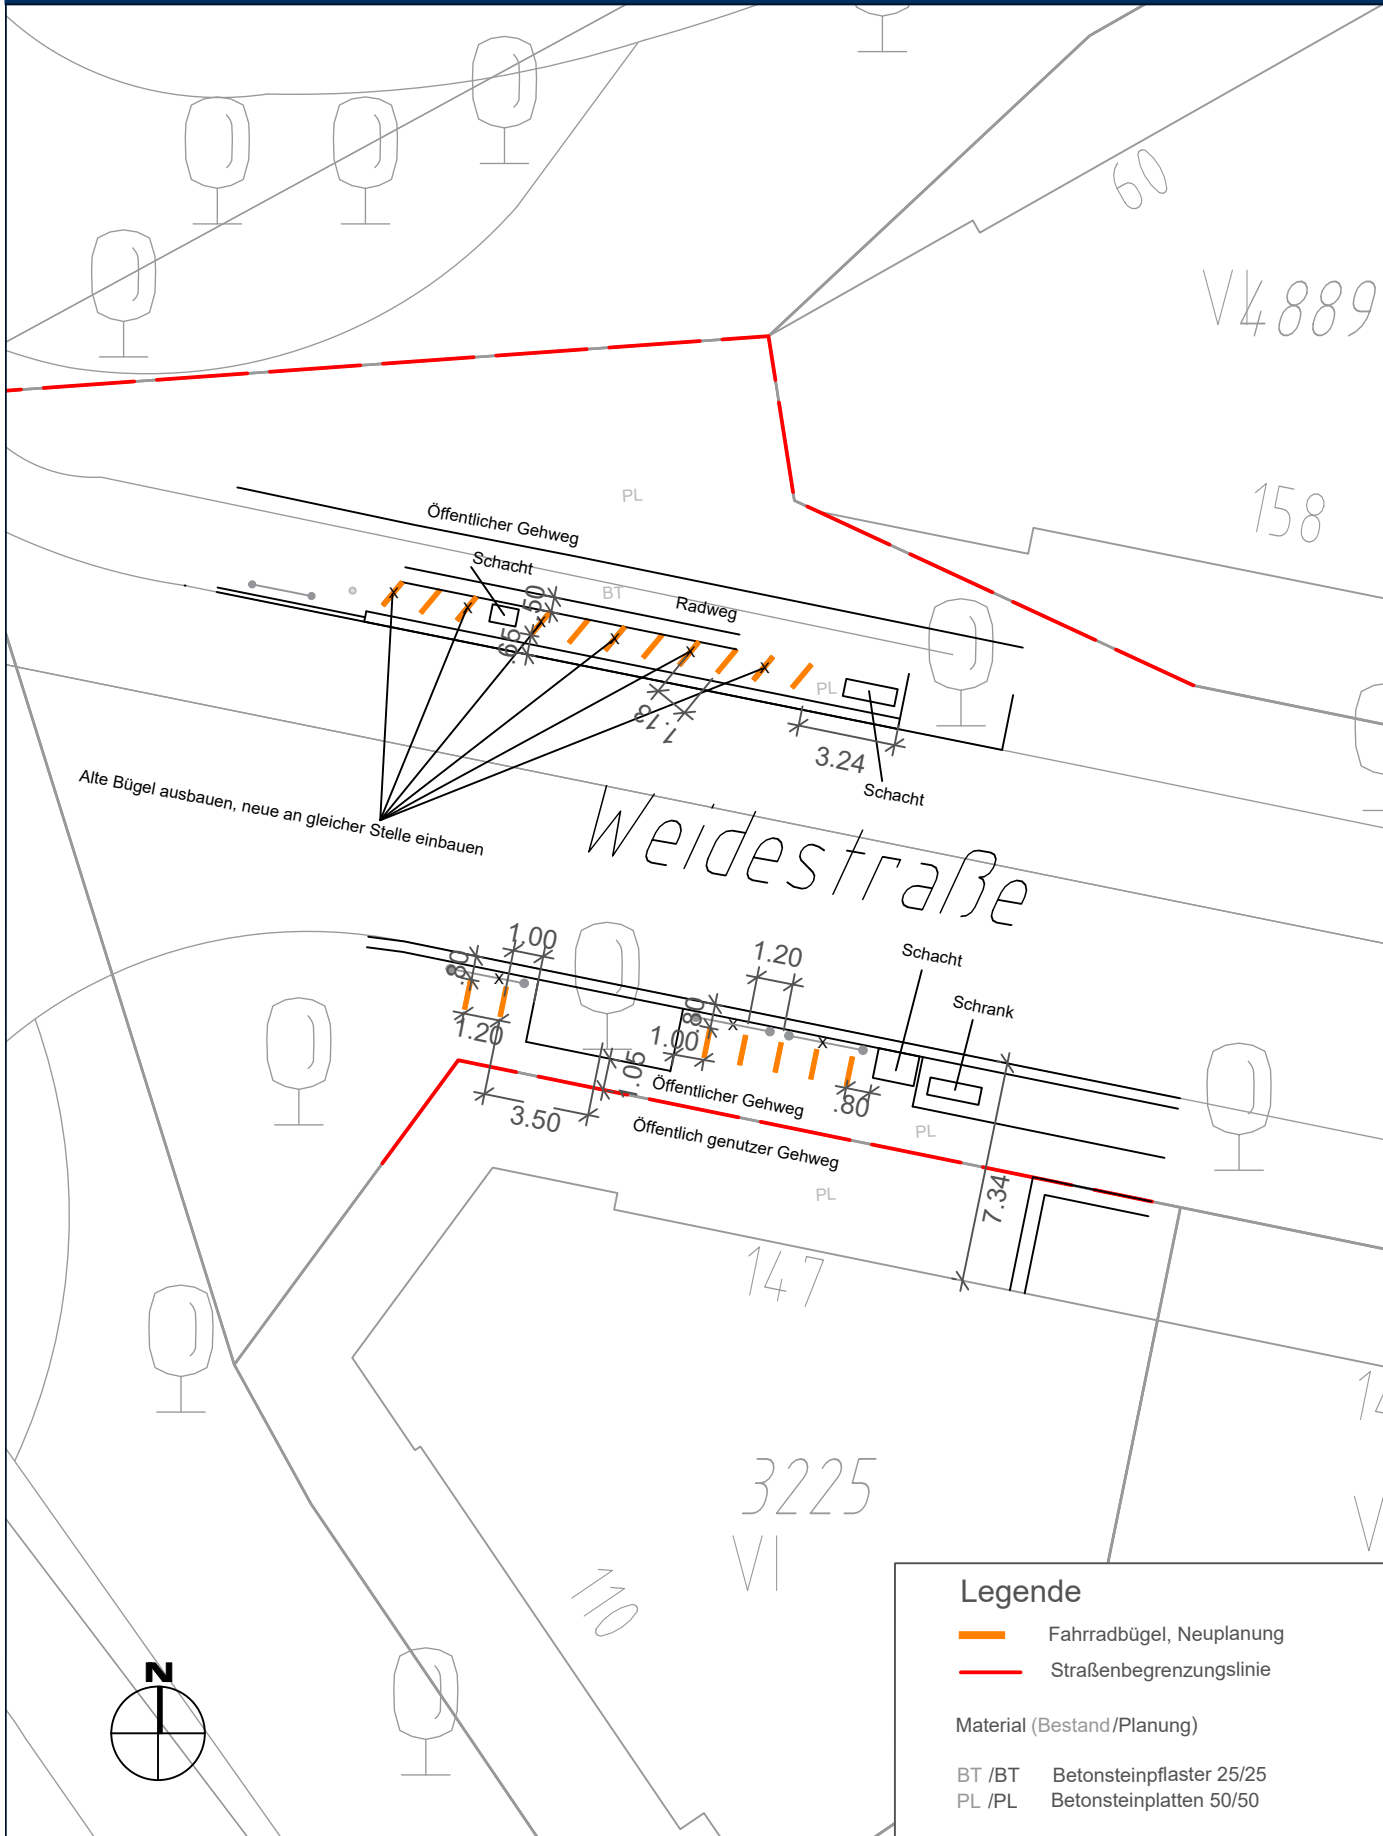 60
VI
4889
158
PL
Öffentlicher Gehweg
Schacht
.50
BT
Radweg
.65
PL
1.13
3.24
Schacht
Alte Bügel ausbauen, neue an gleicher Stelle einbauen
Weidestraße
1.00
.80
1.20
Schacht
Schrank
.80
1.20
1.00
1.05
Öffentlicher Gehweg
.80
3.50
Öffentlich genutzer Gehweg
PL
PL
7.34
147
3225
VI
110
N
Legende
Fahrradbügel, Neuplanung
Straßenbegrenzungslinie
Material (Bestand/Planung)
BT /BT Betonsteinpflaster 25/25
PL /PL Betonsteinplatten 50/50